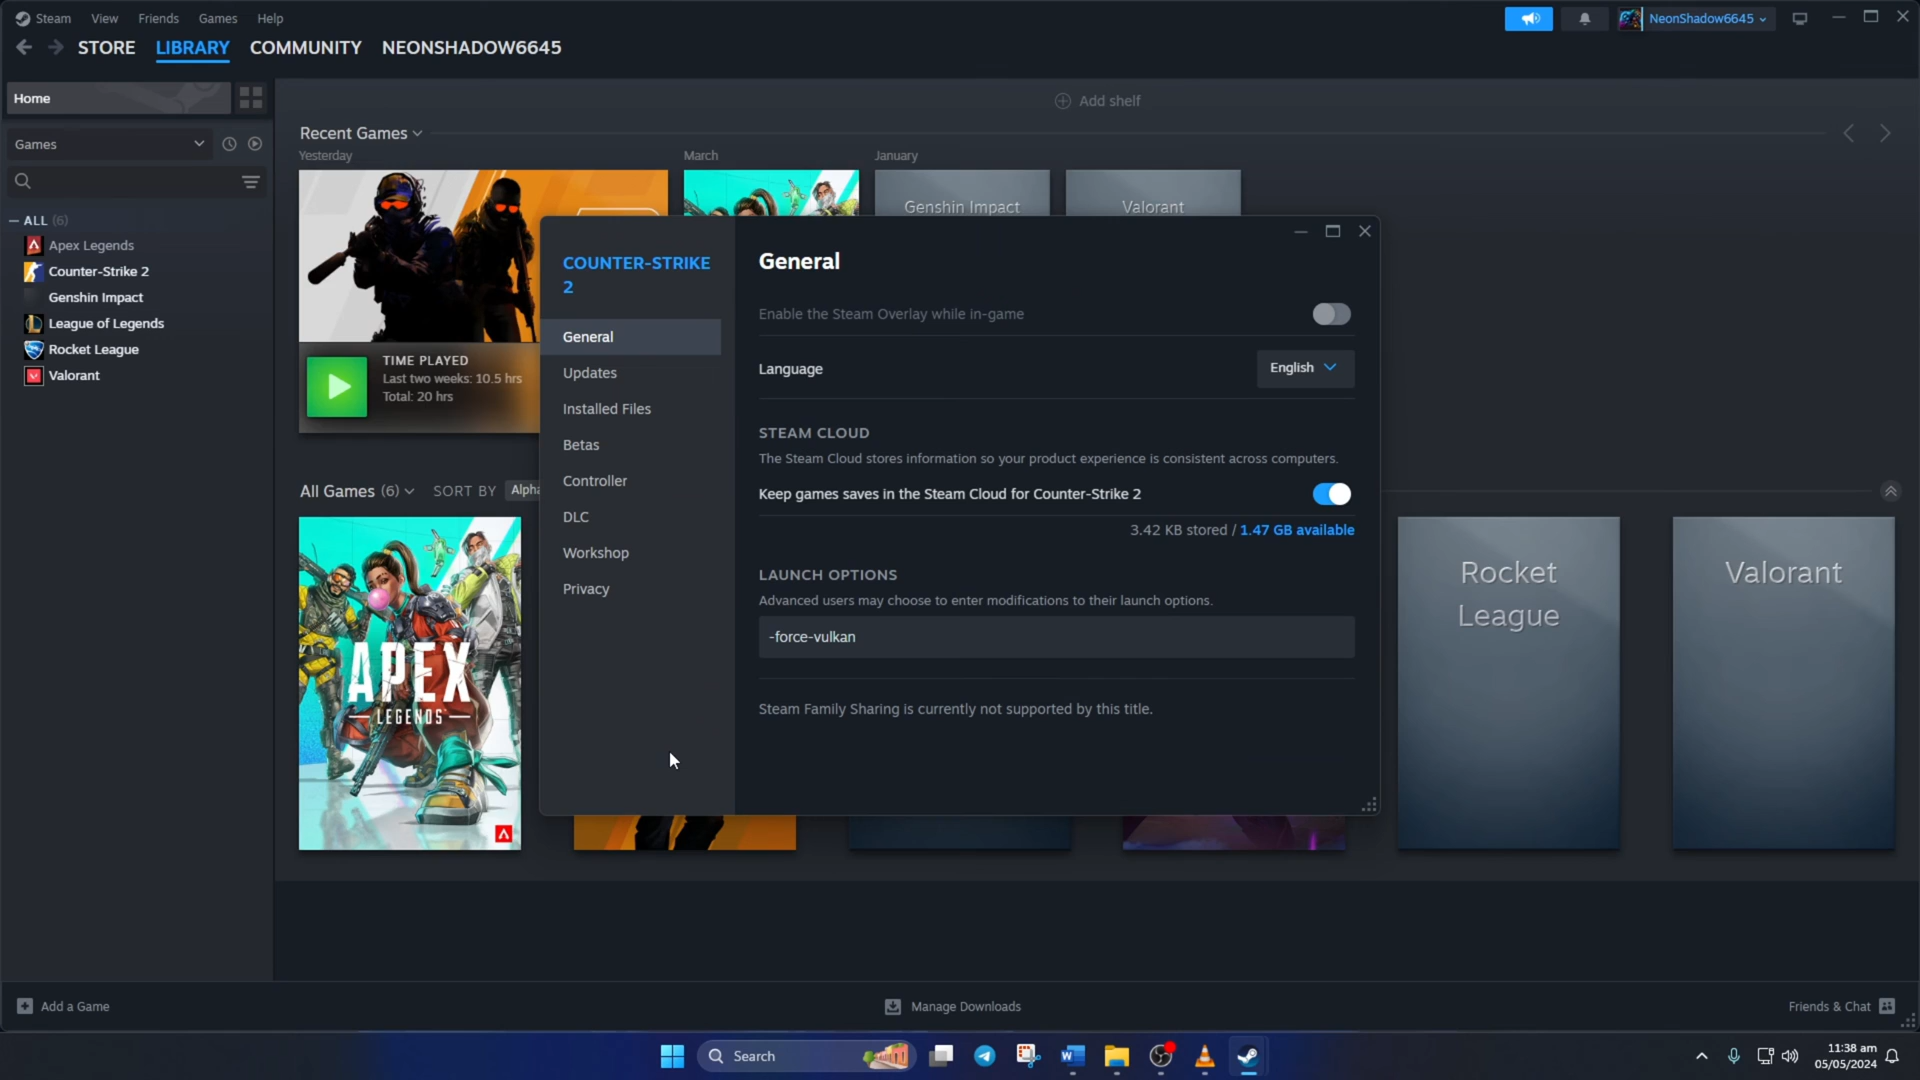 Steam View Friends Games Help
NeonShadow6645
STORE LIBRARY COMMUNITY NEONSHADOW6645
Home
Add shelf
Games
Recent Games
Yesterday
March
January
Genshin Impact
Valorant
ALL (6)
Apex Legends
Counter-Strike 2
Genshin Impact
League of Legends
Rocket League
Valorant
TIME PLAYED
Last two weeks: 10.5 hrs
Total: 20 hrs
COUNTER-STRIKE
2
General
Updates
Installed Files
Betas
Controller
DLC
Workshop
Privacy
General
Enable the Steam Overlay while in-game
Language
English
STEAM CLOUD
The Steam Cloud stores information so your product experience is consistent across computers.
Keep games saves in the Steam Cloud for Counter-Strike 2
3.42 KB stored / 1.47 GB available
LAUNCH OPTIONS
Advanced users may choose to enter modifications to their launch options.
-force-vulkan
Steam Family Sharing is currently not supported by this title.
All Games (6) SORT BY Alpha
APEX
LEGENDS
Rocket
League
Valorant
Add a Game
Manage Downloads
Friends & Chat
Search
11:38 am
05/05/2024